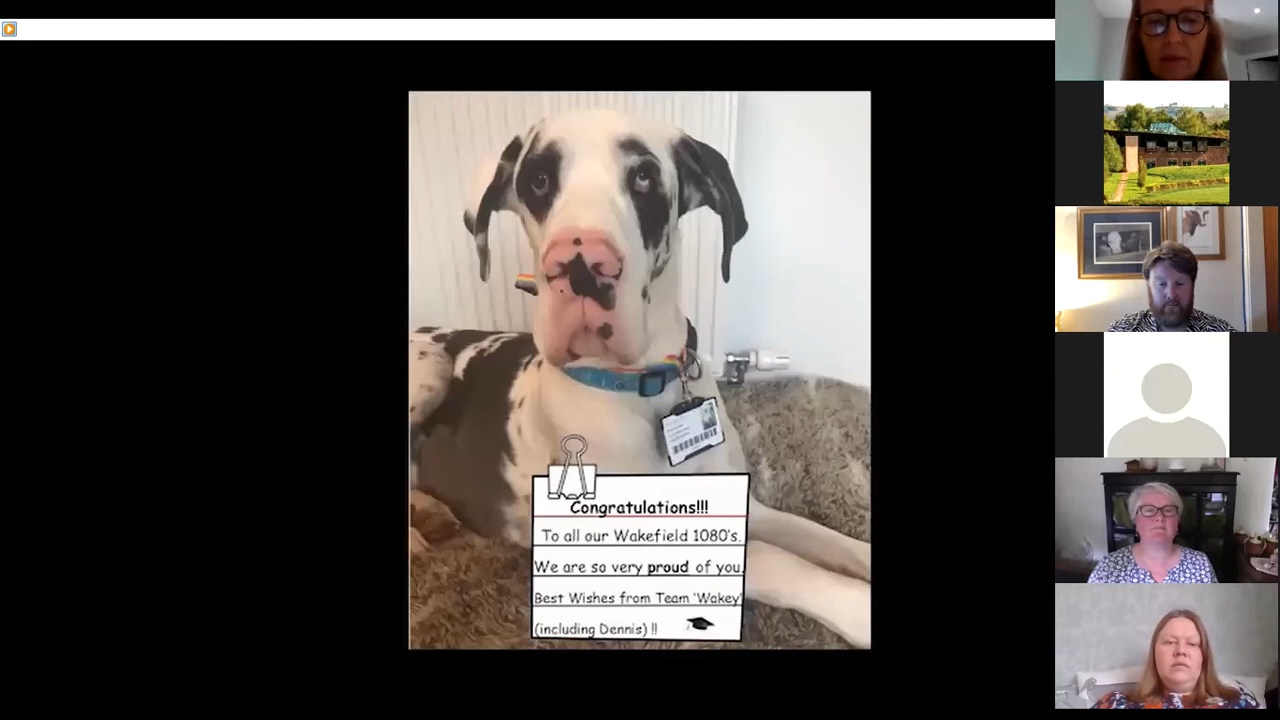 Congratulations!!!
To all our Wakefield 1080's.
We are so very proud of you.
Best Wishes from Team 'Wakey'
(including Dennis) !!